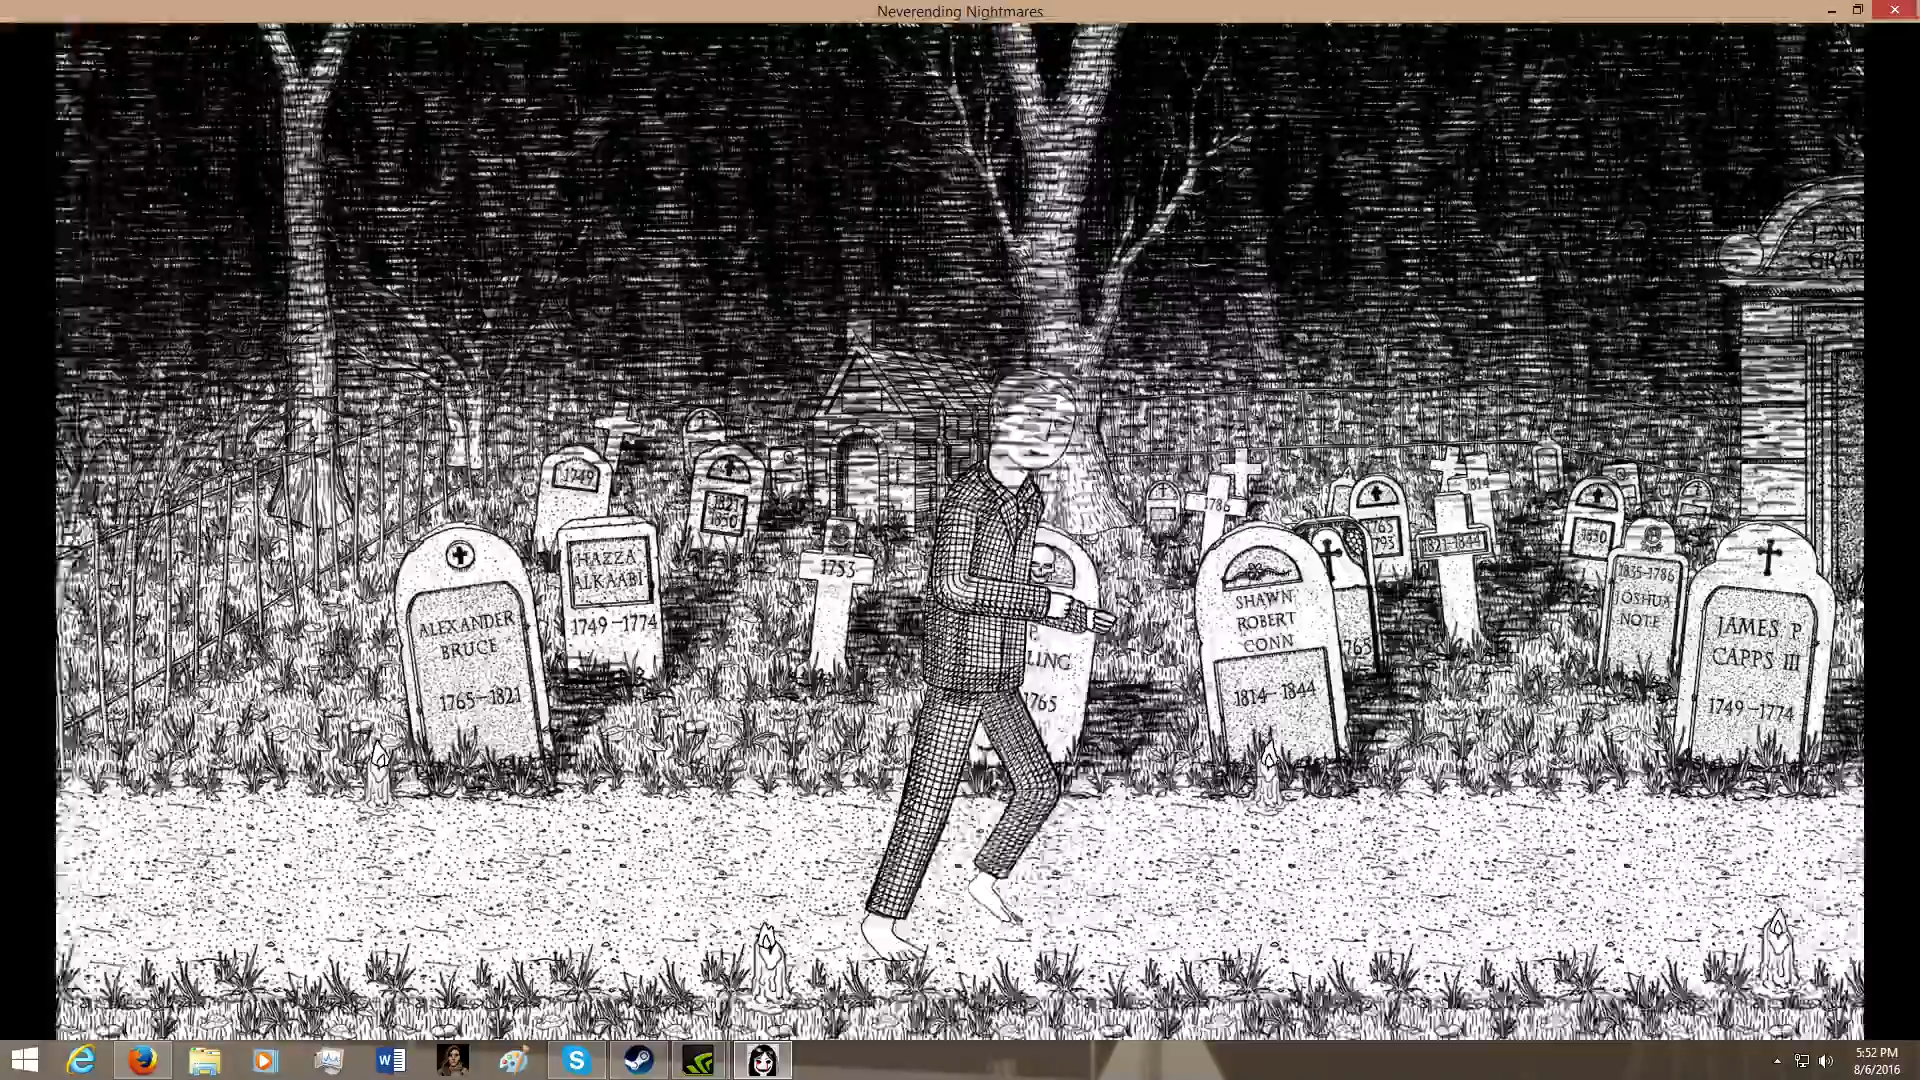 Neverending Nightmares
1749
1821
1850
HAZZA
ALKAABI
1749-1774
ALEXANDER
BRUCE
1765-1821
1753
LING
1765
SHAWN
ROBERT
CONN
1814-1844
1786
1765
1793
1765
1814
1821-1844
1830
1835-1786
JOSHUA
NOTE
JAMES P
CAPPS III
1749-1774
GRA
5:52 PM
8/6/2016